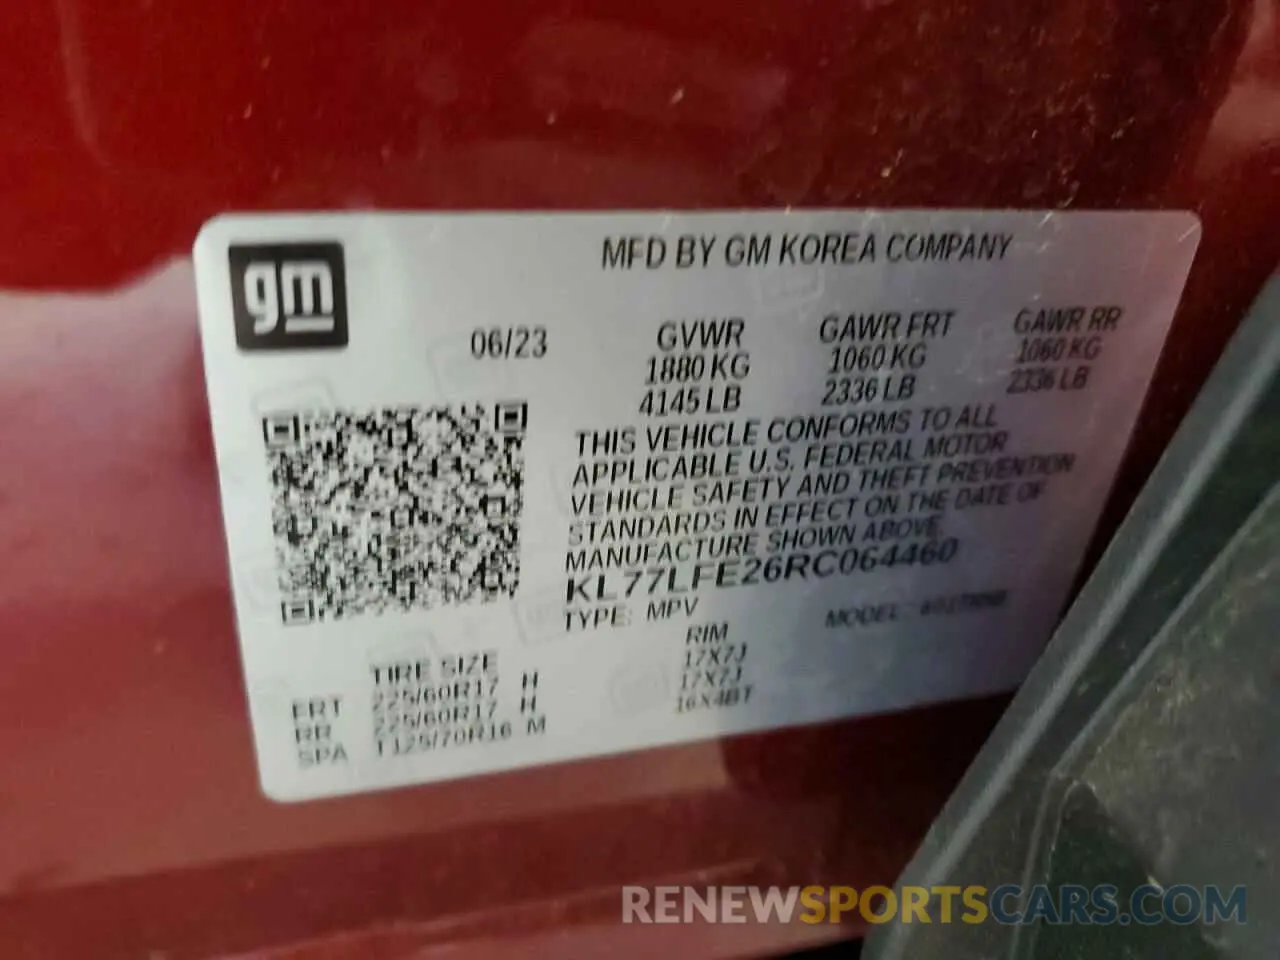 gm
MFD BY GM KOREA COMPANY
06/23
GVWR
1880 KG
4145 LB
GAWR FRT
1060 KG
2336 LB
GAWR RR
1060 KG
2336 LB
THIS VEHICLE CONFORMS TO ALL
APPLICABLE U.S. FEDERAL MOTOR
VEHICLE SAFETY AND THEFT PREVENTION
STANDARDS IN EFFECT ON THE DATE OF
MANUFACTURE SHOWN ABOVE.
KL77LFE26RC064460
TYPE: MPV
MODEL:
TIRE SIZE RIM
FRT 225/60R17 H 17X7J
RR 225/60R17 H 17X7J
SPA T125/70R16 M 16X4BT
RENEWSPORTSCARS.COM